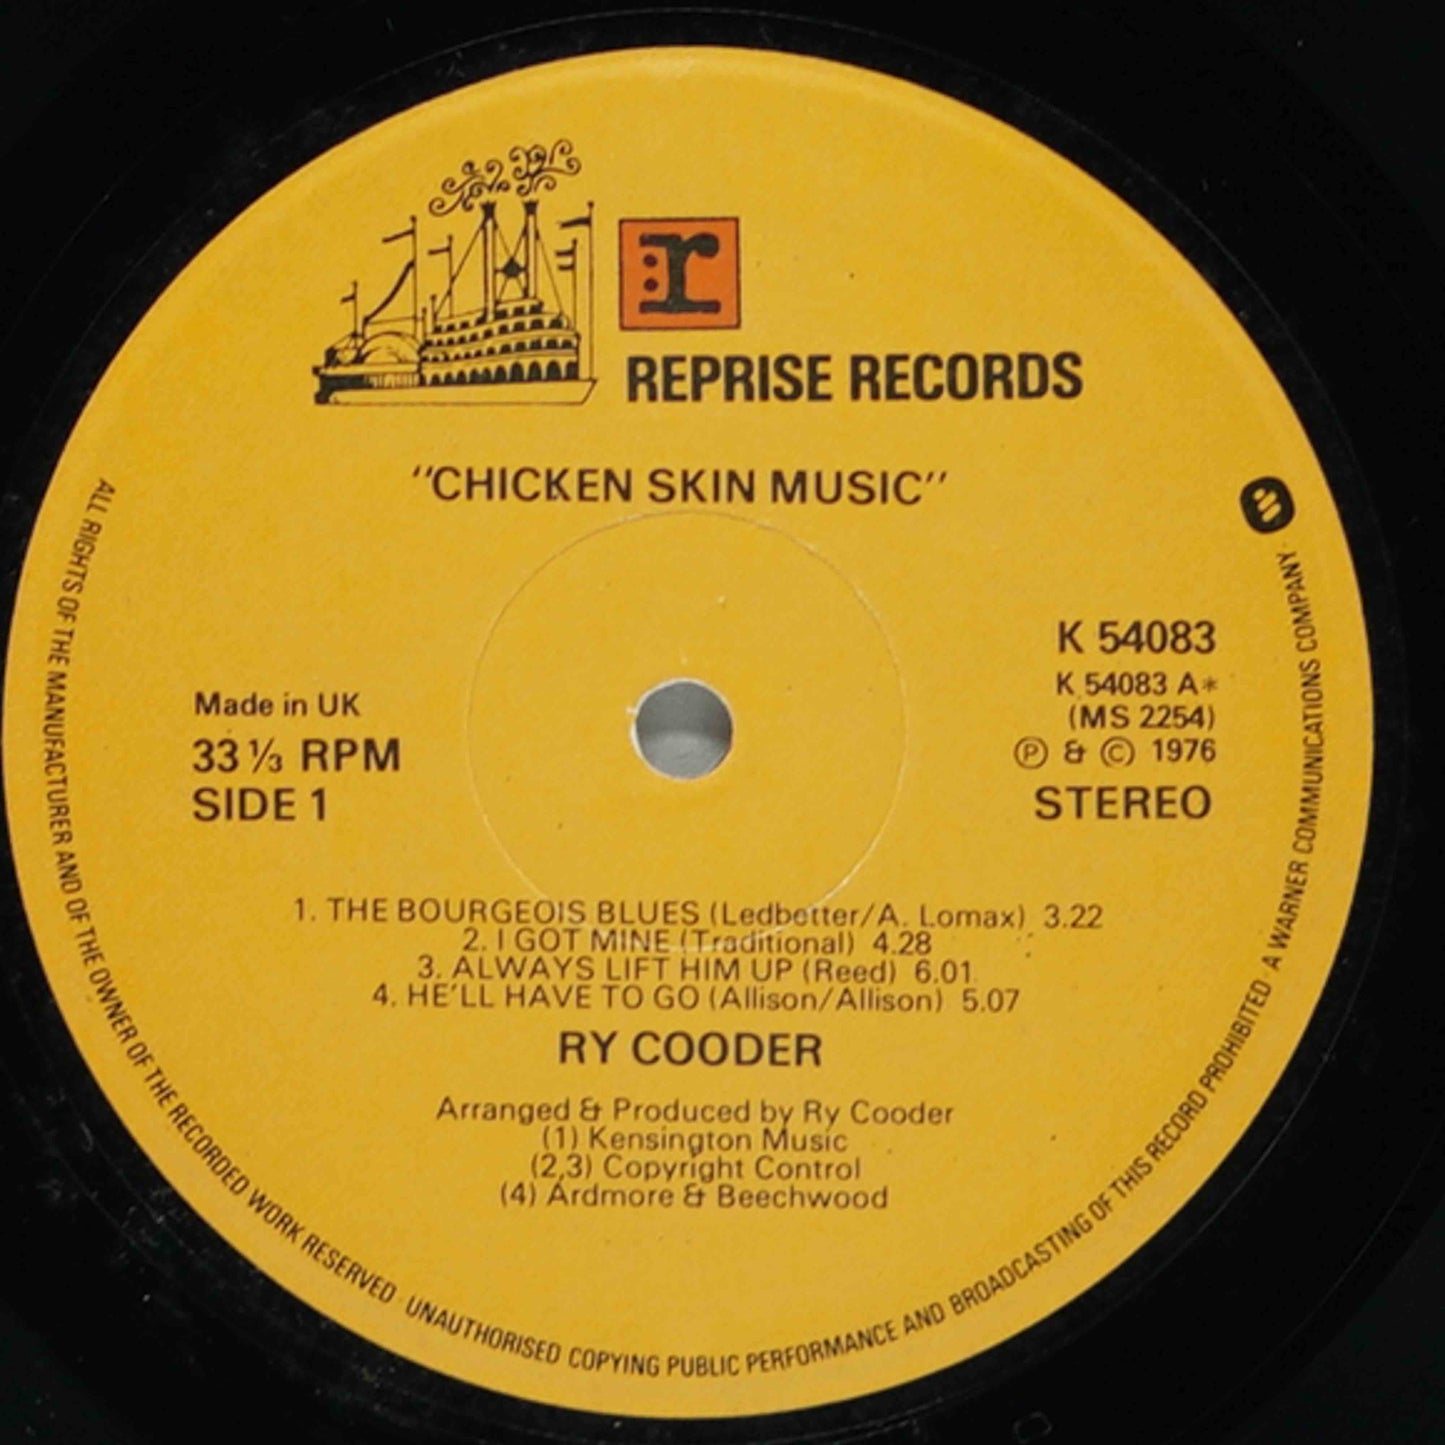 r
REPRISE RECORDS
"CHICKEN SKIN MUSIC"
K 54083
K 54083 A*
(MS 2254)
Ⓟ & © 1976
STEREO
Made in UK
33 ⅓ RPM
SIDE 1
1. THE BOURGEOIS BLUES (Ledbetter/A. Lomax) 3.22
2. I GOT MINE (Traditional) 4.28
3. ALWAYS LIFT HIM UP (Reed) 6.01
4. HE'LL HAVE TO GO (Allison/Allison) 5.07
RY COODER
Arranged & Produced by Ry Cooder
(1) Kensington Music
(2,3) Copyright Control
(4) Ardmore & Beechwood
ALL RIGHTS OF THE MANUFACTURER AND OF THE OWNER OF THE RECORDED WORK RESERVED · UNAUTHORISED COPYING PUBLIC PERFORMANCE AND BROADCASTING OF THIS RECORD PROHIBITED · A WARNER COMMUNICATIONS COMPANY ·